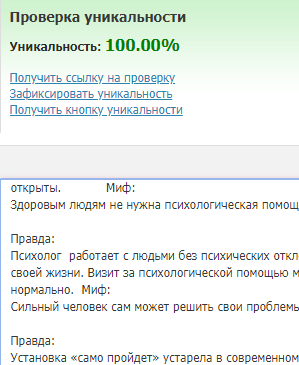 Проверка уникальности
Уникальность: 100.00%
Получить ссылку на проверку
Зафиксировать уникальность
Получить кнопку уникальности
открыты. Миф:
Здоровым людям не нужна психологическая помощ
Правда:
Психолог работает с людьми без психических откл
своей жизни. Визит за психологической помощью м
нормально. Миф:
Сильный человек сам может решить свои проблемы
Правда:
Установка «само пройдет» устарела в современном